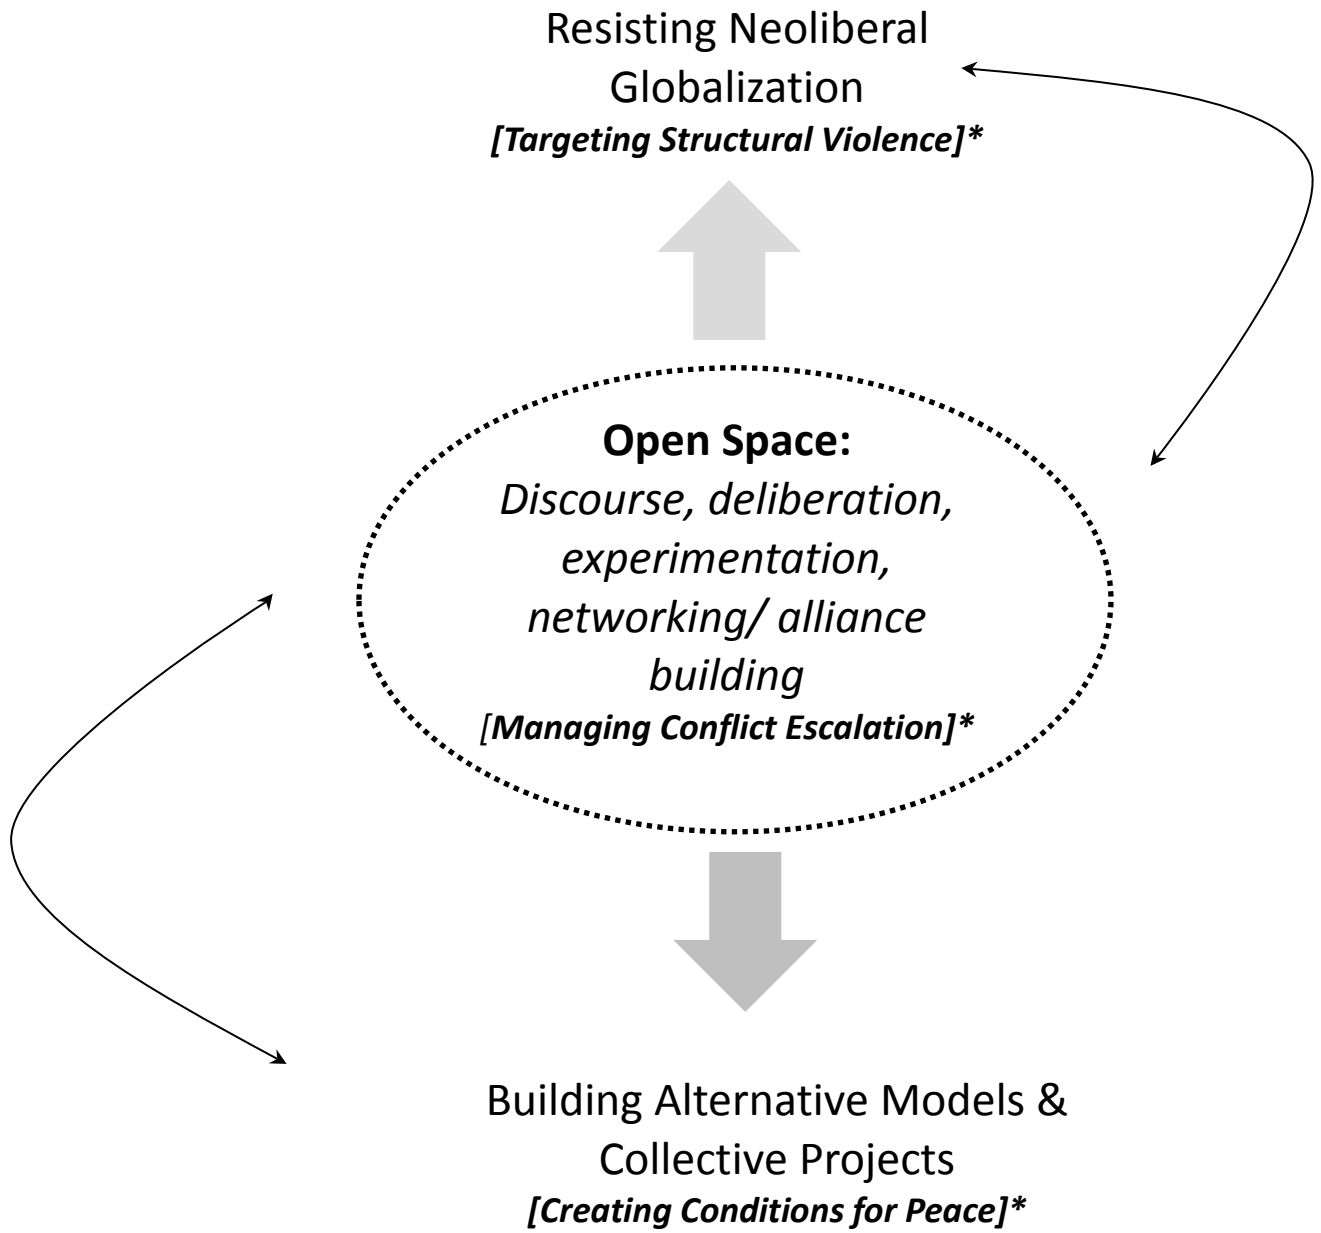 Resisting Neoliberal
Globalization
[Targeting Structural Violence]*
Open Space:
Discourse, deliberation,
experimentation,
networking/ alliance
building
[Managing Conflict Escalation]*
Building Alternative Models &
Collective Projects
[Creating Conditions for Peace]*